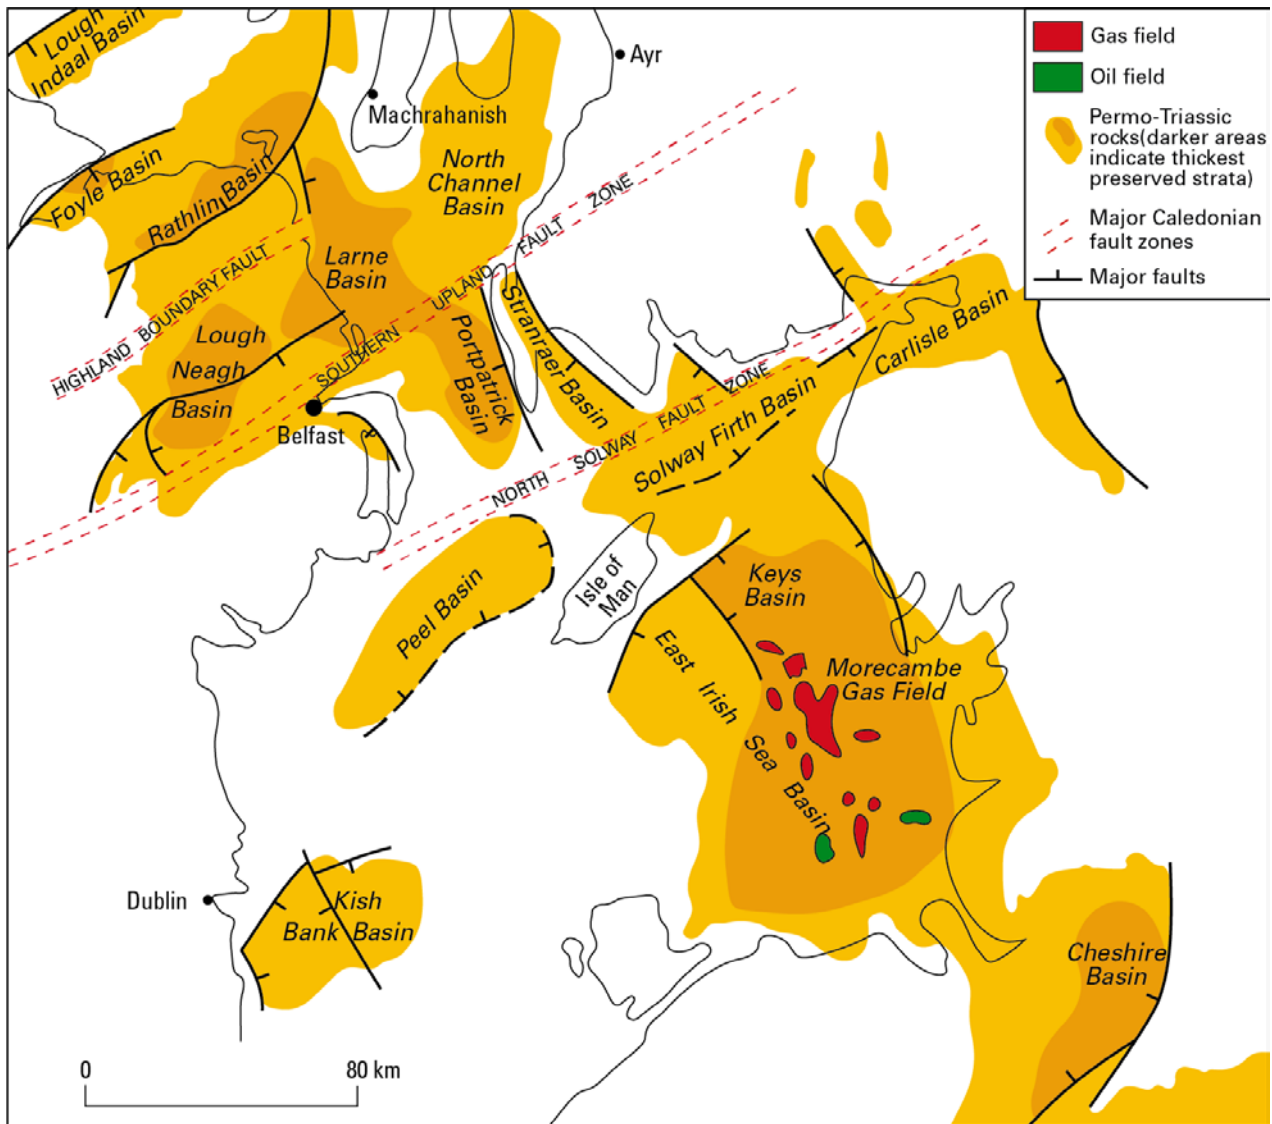 Lough
Indaal Basin
Ayr
Machrahanish
North
Channel
Basin
Foyle Basin
Rathlin Basin
HIGHLAND BOUNDARY FAULT
SOUTHERN UPLAND FAULT ZONE
Larne
Basin
Lough
Neagh
Basin
Belfast
Portpatrick
Basin
Stranraer Basin
NORTH SOLWAY FAULT ZONE
Solway Firth Basin
Carlisle Basin
Peel Basin
Isle of
Man
Keys
Basin
East Irish Sea Basin
Morecambe
Gas Field
Dublin
Kish
Bank Basin
Cheshire
Basin
0 80 km
Gas field
Oil field
Permo-Triassic
rocks(darker areas
indicate thickest
preserved strata)
Major Caledonian
fault zones
Major faults